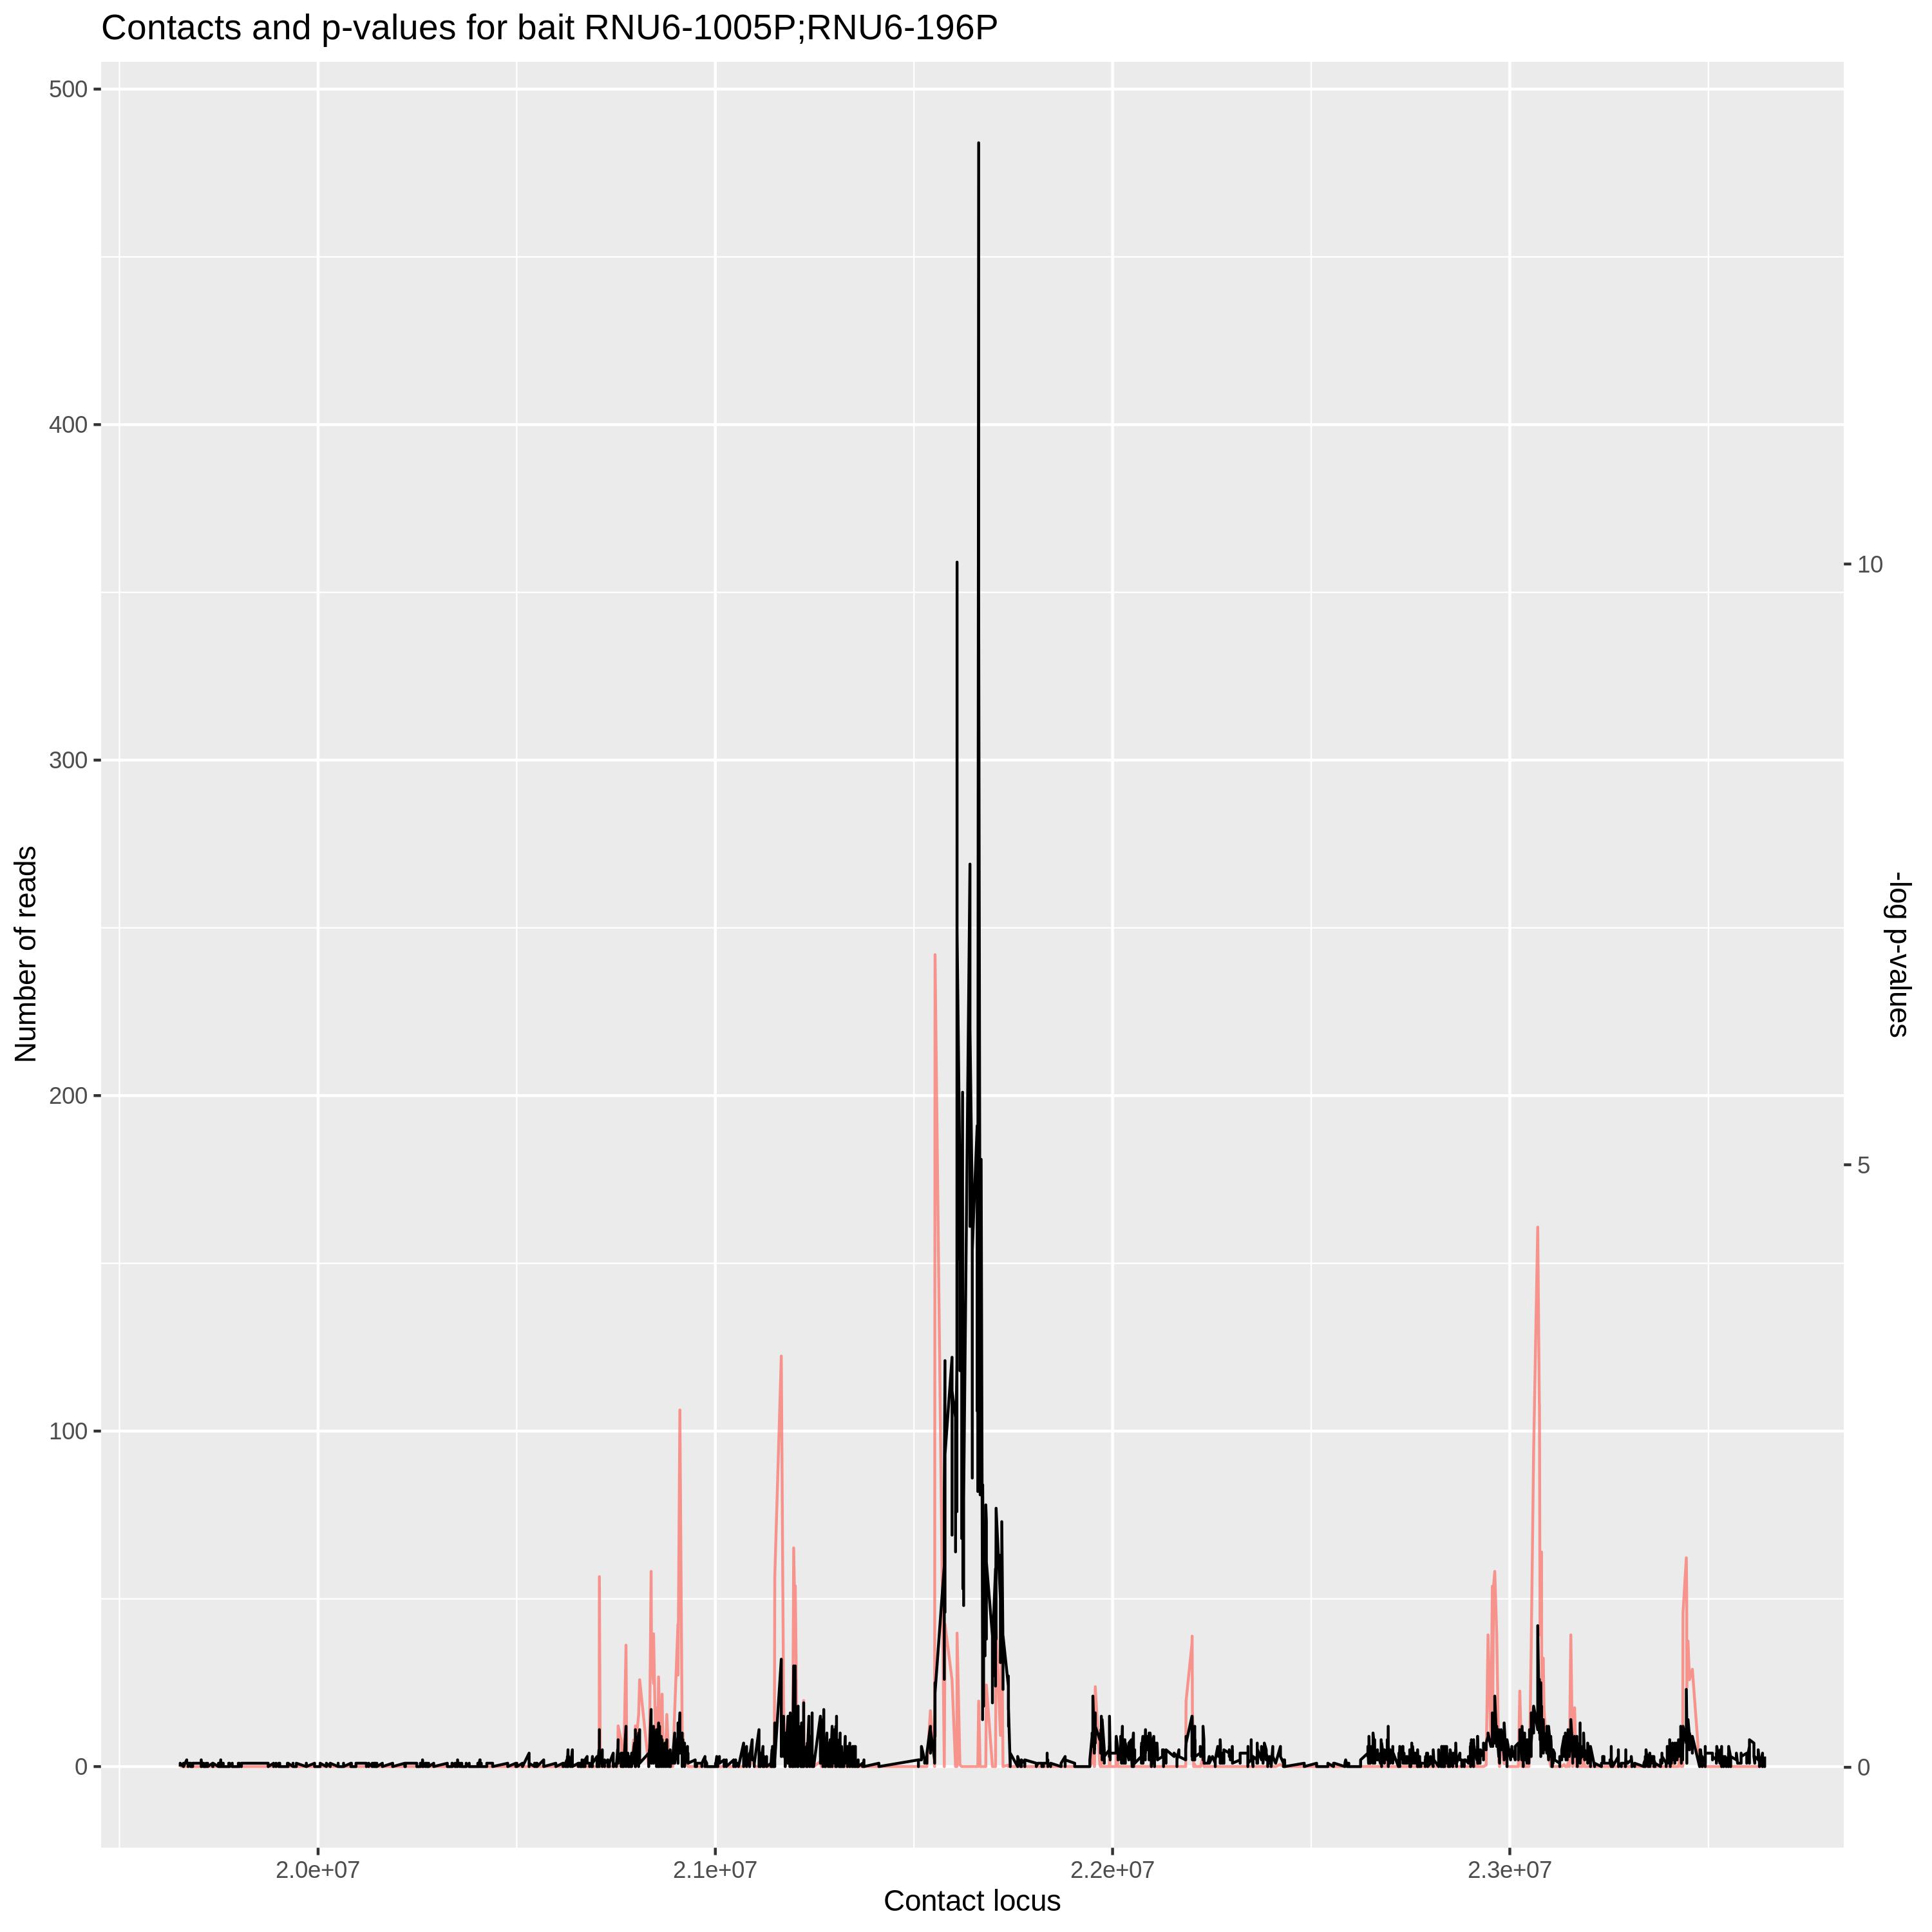 Contacts and p-values for bait RNU6-1005P;RNU6-196P
500
400
300
200
100
0
Number of reads
10
5
0
-log p-values
2.0e+07
2.1e+07
2.2e+07
2.3e+07
Contact locus